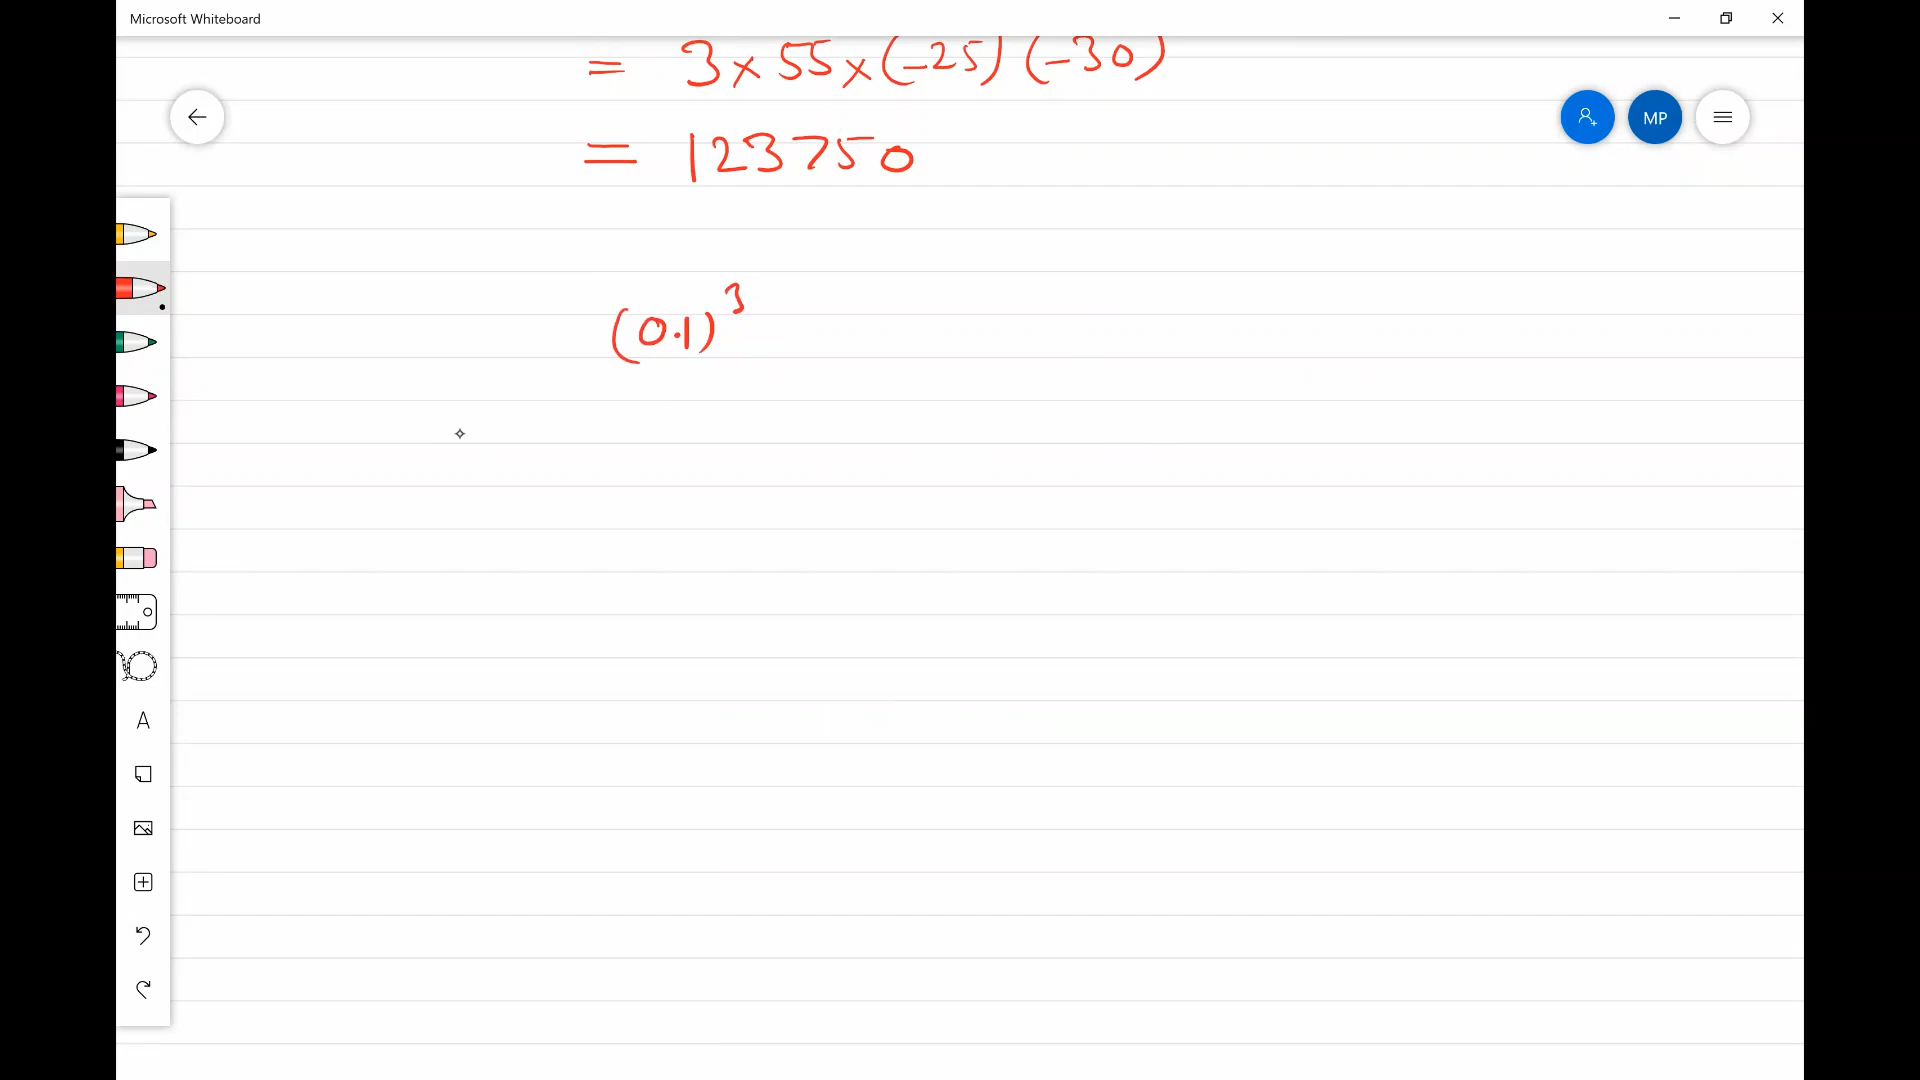 Microsoft Whiteboard
= 3 × 55 × (-25) (-30)
MP
= 123750
(0.1)³
A